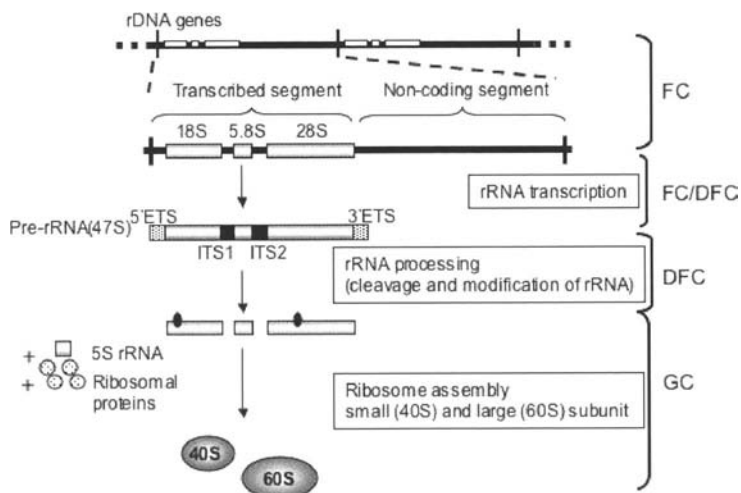 rDNA genes
FC
Transcribed segment
Non-coding segment
18S 5.8S 28S
rRNA transcription
FC/DFC
5'ETS
3'ETS
Pre-rRNA(47S)
ITS1 ITS2
rRNA processing
(cleavage and modification of rRNA)
DFC
+ 5S rRNA
+ Ribosomal
proteins
Ribosome assembly
small (40S) and large (60S) subunit
GC
40S
60S